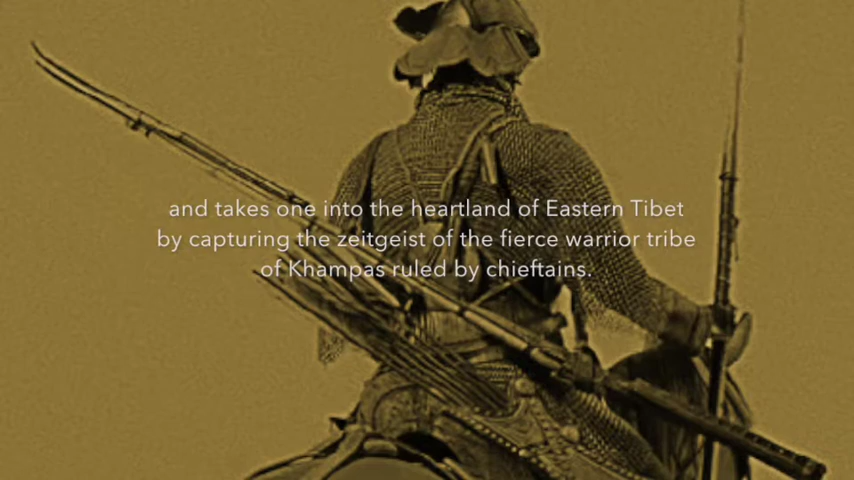 and takes one into the heartland of Eastern Tibet
by capturing the zeitgeist of the fierce warrior tribe
of Khampas ruled by chieftains.